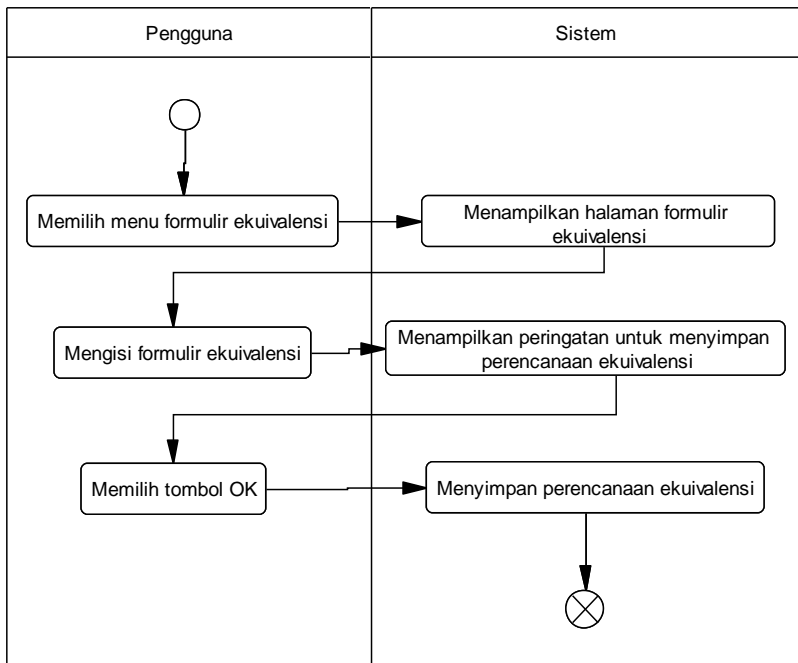 Pengguna
Sistem
Memilih menu formulir ekuivalensi
Menampilkan halaman formulir
ekuivalensi
Mengisi formulir ekuivalensi
Menampilkan peringatan untuk menyimpan
perencanaan ekuivalensi
Memilih tombol OK
Menyimpan perencanaan ekuivalensi